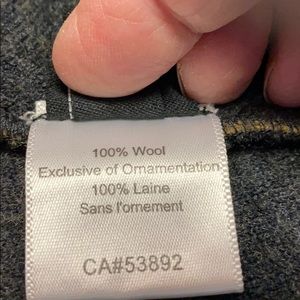 100% Wool
Exclusive of Ornamentation
100% Laine
Sans l'ornement
CA#53892